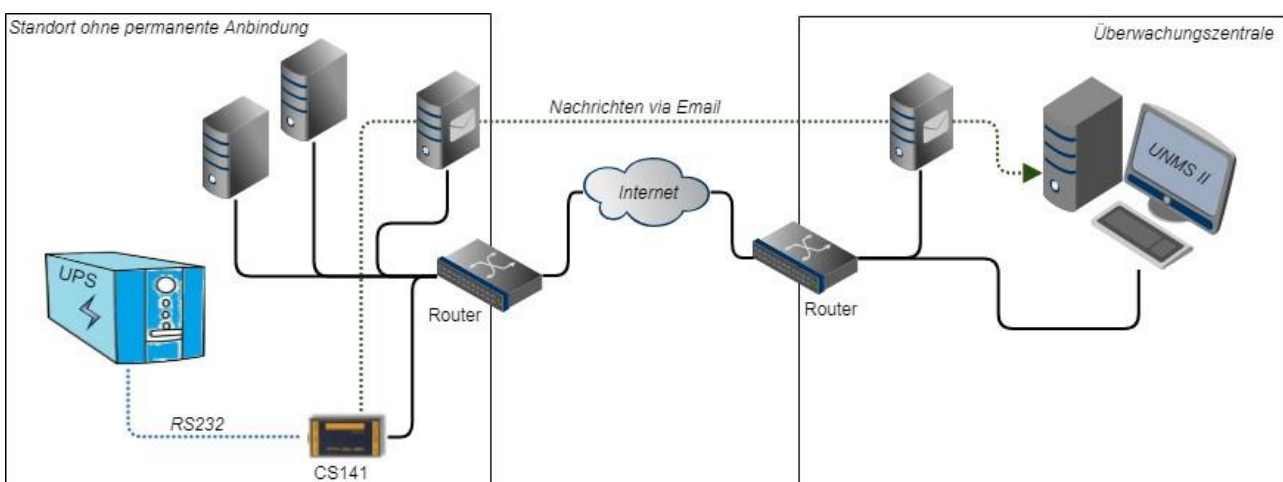 Standort ohne permanente Anbindung
Überwachungszentrale
Nachrichten via Email
UNMS II
Internet
UPS
Router
Router
RS232
CS141